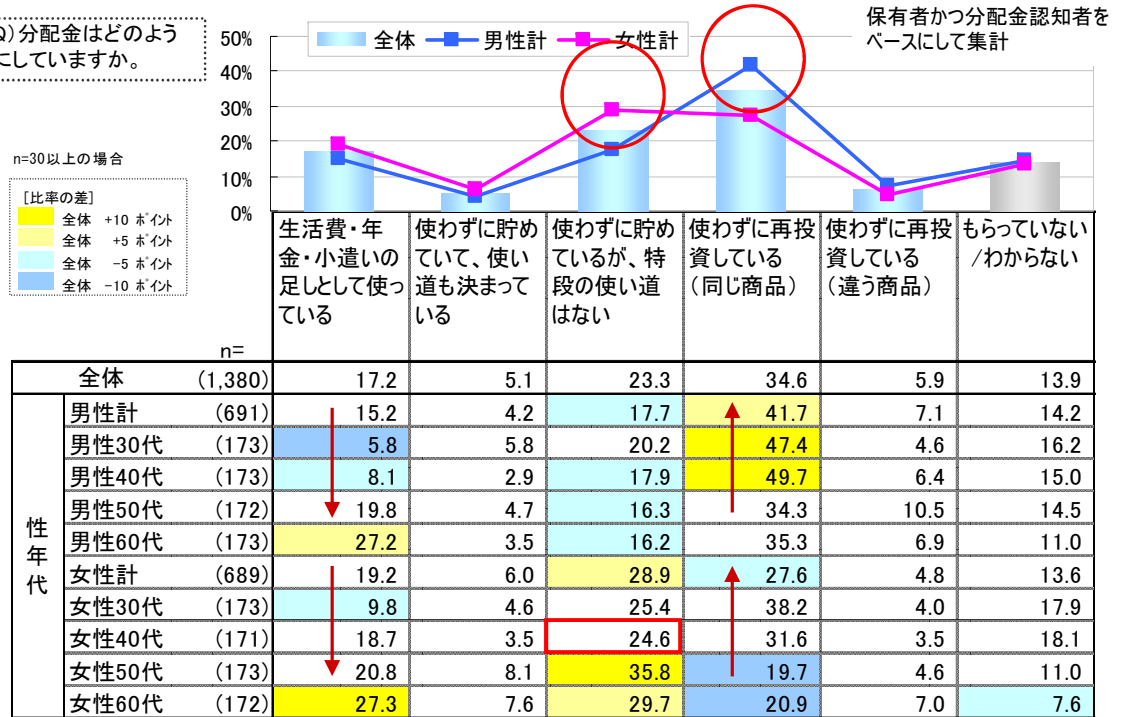 Q)分配金はどのよう
にしていますか。
保有者かつ分配金認知者を
ベースにして集計
全体 男性計 女性計
50%
40%
30%
20%
10%
0%
n=30以上の場合
[比率の差]
全体 +10 ﾎﾟｲﾝﾄ
全体 +5 ﾎﾟｲﾝﾄ
全体 -5 ﾎﾟｲﾝﾄ
全体 -10 ﾎﾟｲﾝﾄ
生活費・年
金・小遣いの
足しとして使っ
ている
使わずに貯め
ていて、使い
道も決まって
いる
使わずに貯め
ているが、特
段の使い道
はない
使わずに再投
資している
(同じ商品)
使わずに再投
資している
(違う商品)
もらっていない
/わからない
n=
全体 (1,380) 17.2 5.1 23.3 34.6 5.9 13.9
性年代
男性計 (691) 15.2 4.2 17.7 41.7 7.1 14.2
男性30代 (173) 5.8 5.8 20.2 47.4 4.6 16.2
男性40代 (173) 8.1 2.9 17.9 49.7 6.4 15.0
男性50代 (172) 19.8 4.7 16.3 34.3 10.5 14.5
男性60代 (173) 27.2 3.5 16.2 35.3 6.9 11.0
女性計 (689) 19.2 6.0 28.9 27.6 4.8 13.6
女性30代 (173) 9.8 4.6 25.4 38.2 4.0 17.9
女性40代 (171) 18.7 3.5 24.6 31.6 3.5 18.1
女性50代 (173) 20.8 8.1 35.8 19.7 4.6 11.0
女性60代 (172) 27.3 7.6 29.7 20.9 7.0 7.6